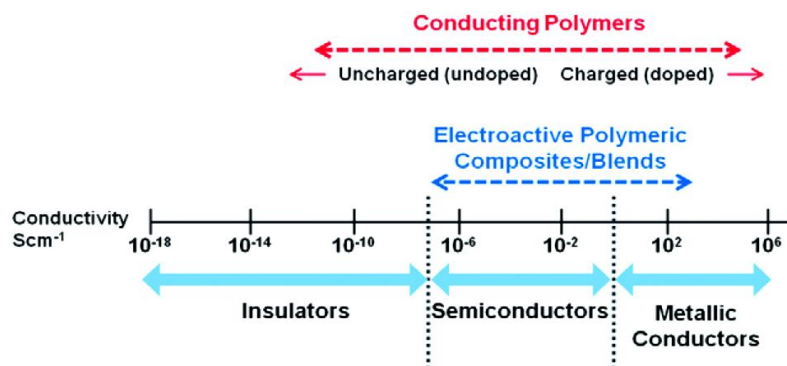 Conducting Polymers
Uncharged (undoped) Charged (doped)
Electroactive Polymeric
Composites/Blends
Conductivity
Scm⁻¹
10⁻¹⁸ 10⁻¹⁴ 10⁻¹⁰ 10⁻⁶ 10⁻² 10² 10⁶
Insulators Semiconductors Metallic
Conductors